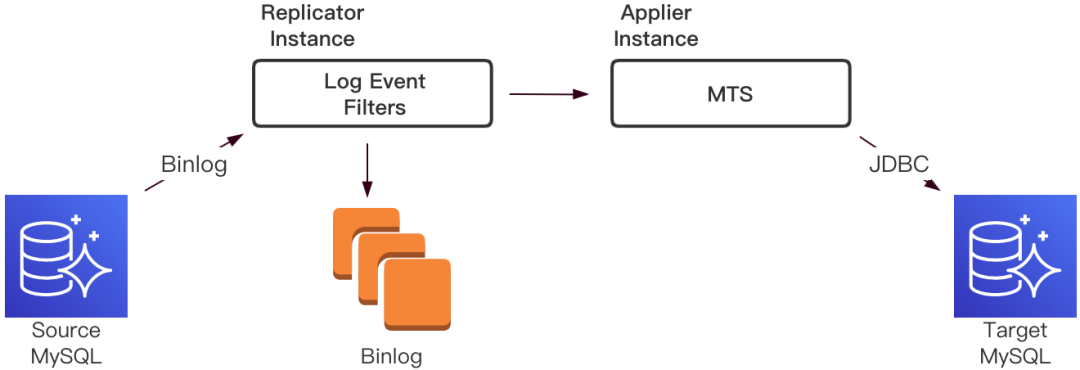 Replicator
Instance
Applier
Instance
Log Event
Filters
MTS
Binlog
JDBC
Source
MySQL
Binlog
Target
MySQL